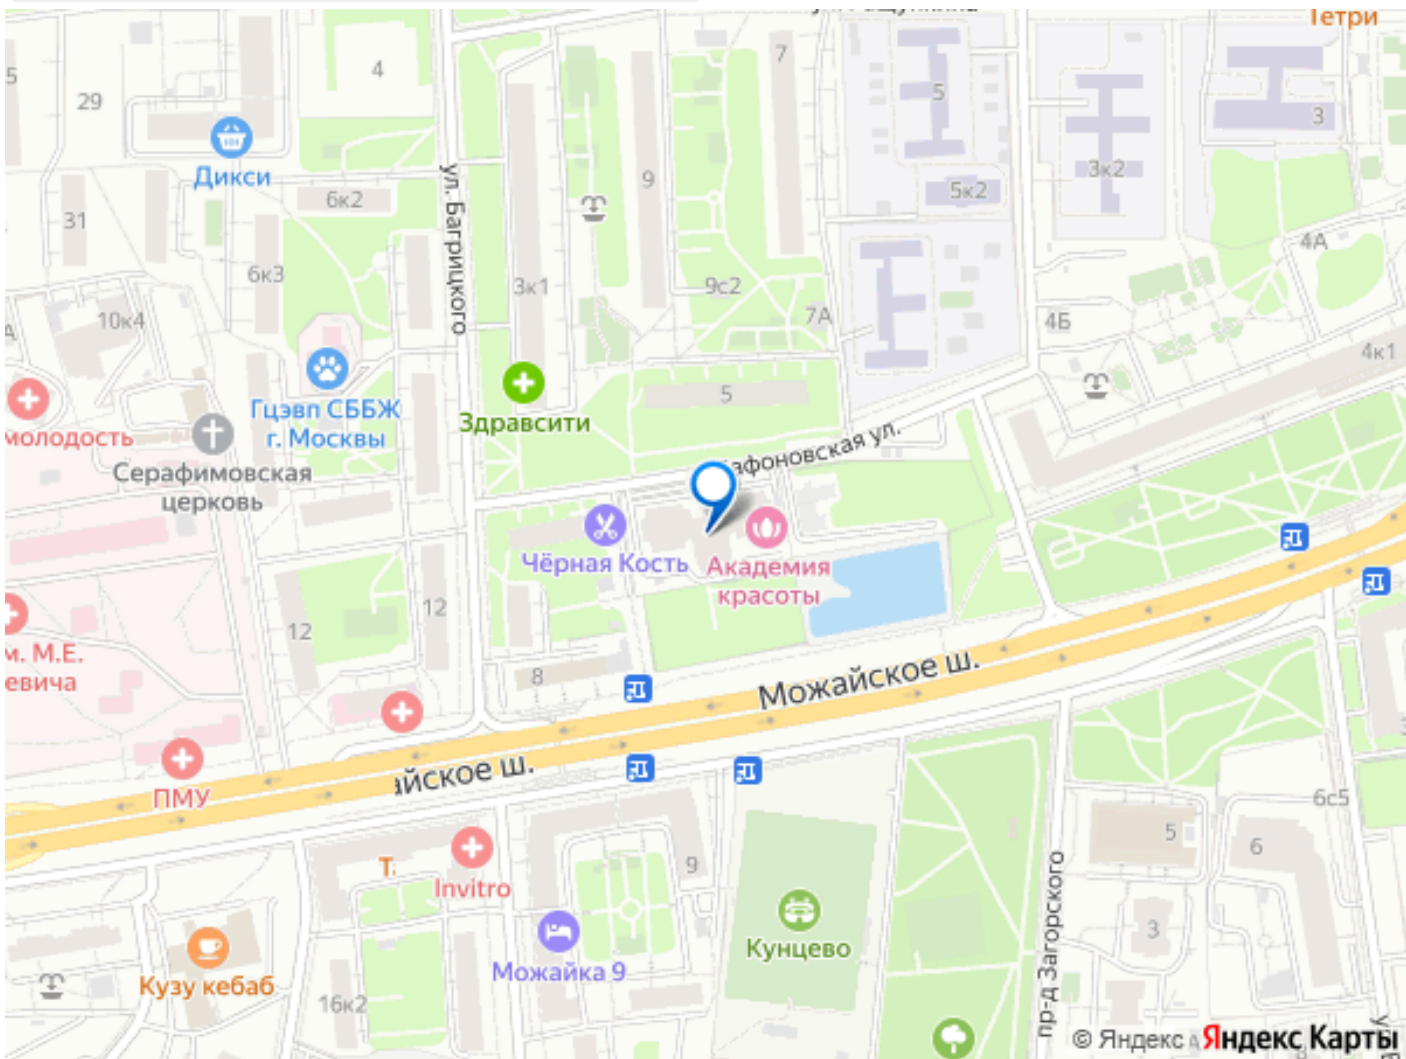 Тетри
5
29
4
7
5
3
Дикси
6к2
9
5к2
3к2
31
ул. Багрицкого
6к3
3к1
9с2
4А
10к4
7А
4Б
4к1
5
Гцэвп СББЖ
г. Москвы
Здравсити
молодость
Серафимовская
церковь
афоновская ул.
Чёрная Кость
Академия
красоты
12
12
м. М.Е.
евича
8
Можайское ш.
айское ш.
ПМУ
6с5
5
6
9
Invitro
Кунцево
3
пр-д Загорского
Можайка 9
Кузу кебаб
16к2
© Яндекс
Яндекс Карты